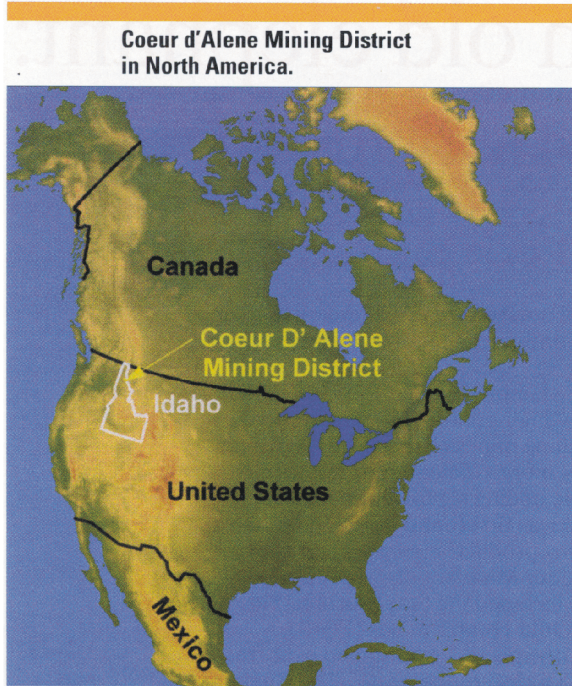 Coeur d'Alene Mining District
in North America.
Canada
Coeur D' Alene
Mining District
Idaho
United States
Mexico